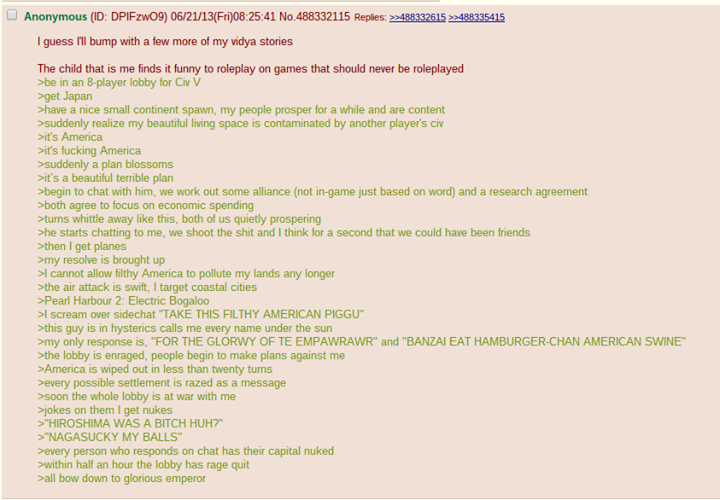 Anonymous (ID: DPIFzwO9) 06/21/13(Fri)08:25:41 No.488332115 Replies: >>488332615 >>488335415
I guess I'll bump with a few more of my vidya stories
The child that is me finds it funny to roleplay on games that should never be roleplayed
>be in an 8-player lobby for Civ V
>get Japan
>have a nice small continent spawn, my people prosper for a while and are content
>suddenly realize my beautiful living space is contaminated by another player's civ
>it's America
>it's fucking America
>suddenly a plan blossoms
>it's a beautiful terrible plan
>begin to chat with him, we work out some alliance (not in-game just based on word) and a research agreement
>both agree to focus on economic spending
>turns whittle away like this, both of us quietly prospering
>he starts chatting to me, we shoot the shit and I think for a second that we could have been friends
>then I get planes
>my resolve is brought up
>I cannot allow filthy America to pollute my lands any longer
>the air attack is swift, I target coastal cities
>Pearl Harbour 2: Electric Bogaloo
>I scream over sidechat "TAKE THIS FILTHY AMERICAN PIGGU"
>this guy is in hysterics calls me every name under the sun
>my only response is, "FOR THE GLORWY OF TE EMPAWRAWR" and "BANZAI EAT HAMBURGER-CHAN AMERICAN SWINE"
>the lobby is enraged, people begin to make plans against me
>America is wiped out in less than twenty turns
>every possible settlement is razed as a message
>soon the whole lobby is at war with me
>jokes on them I get nukes
>"HIROSHIMA WAS A BITCH HUH?"
>"NAGASUCKY MY BALLS"
>every person who responds on chat has their capital nuked
>within half an hour the lobby has rage quit
>all bow down to glorious emperor